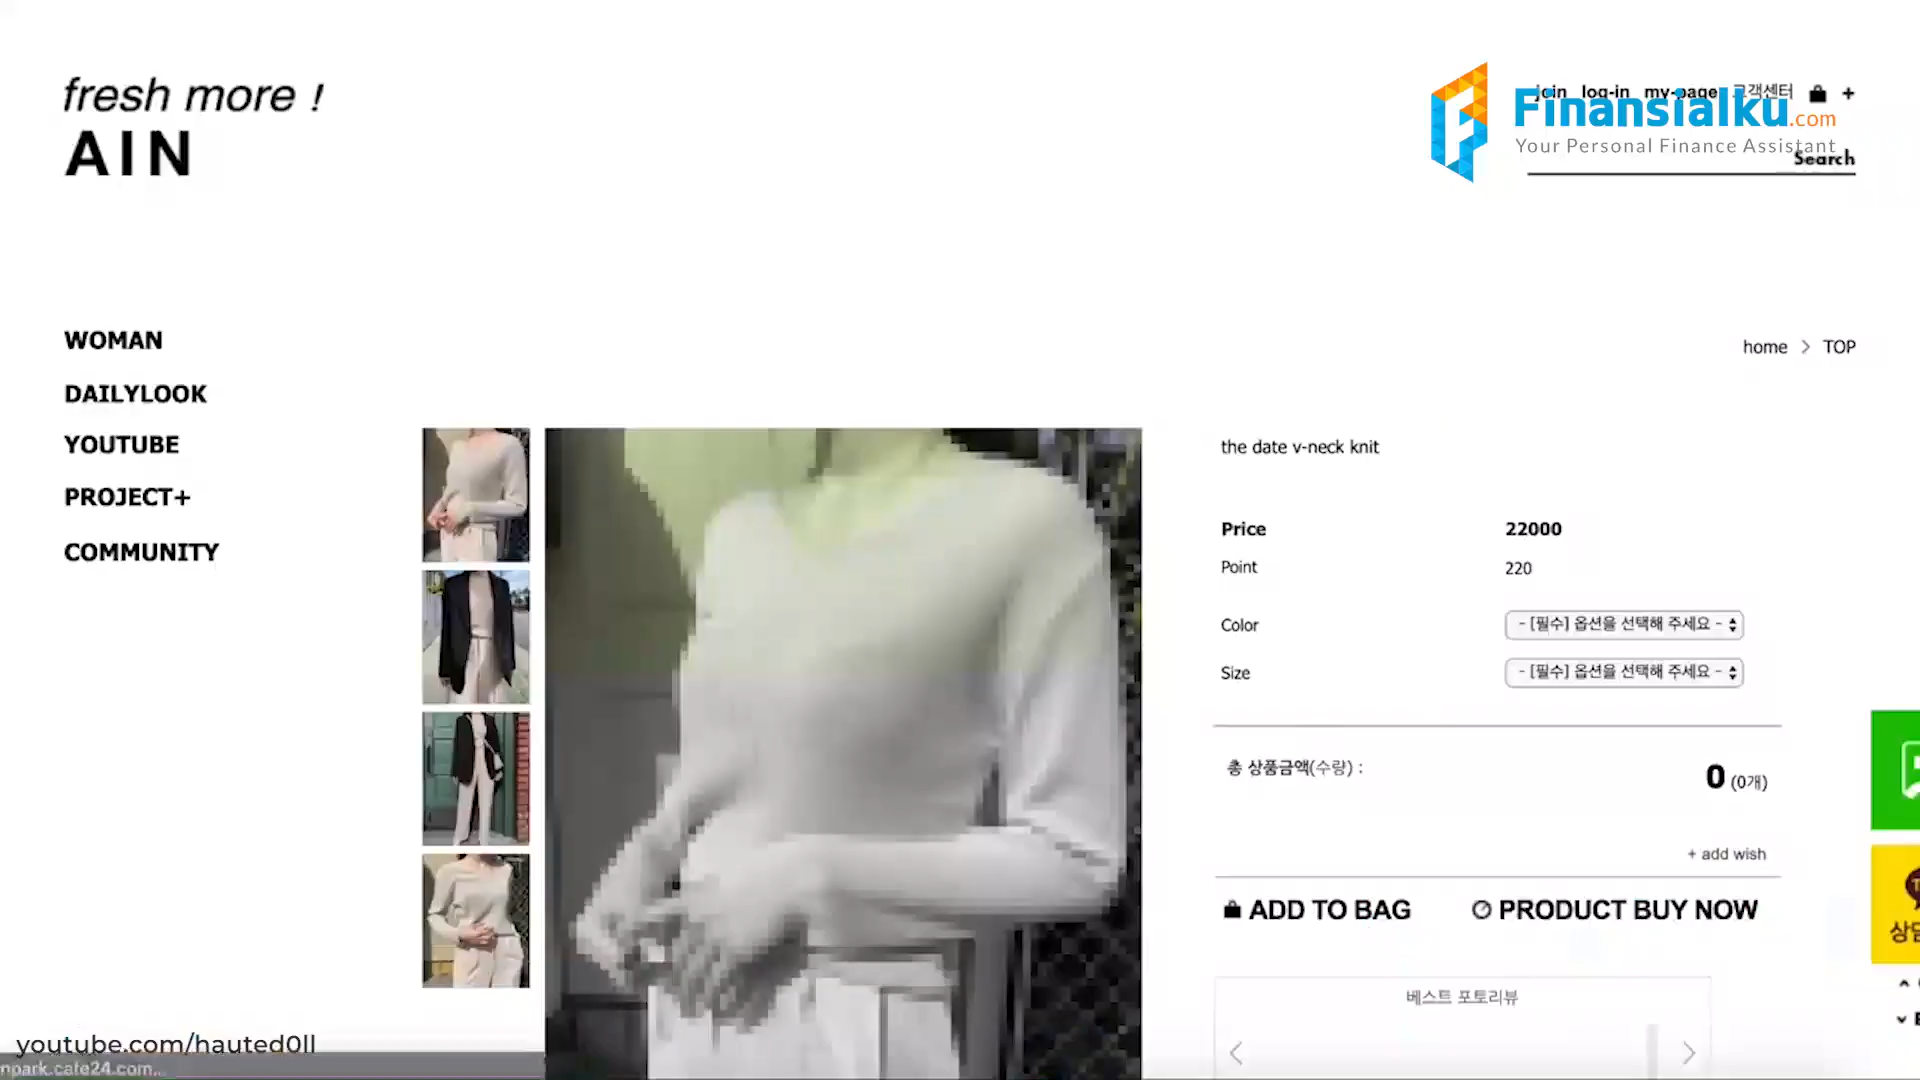 fresh more !
AIN
join log-in my-page 고객센터 +
Finansialku.com
Your Personal Finance Assistant
Search
WOMAN
DAILYLOOK
YOUTUBE
PROJECT+
COMMUNITY
home > TOP
the date v-neck knit
Price 22000
Point 220
Color - [필수] 옵션을 선택해 주세요 -
Size - [필수] 옵션을 선택해 주세요 -
총 상품금액(수량) : 0 (0개)
+ add wish
ADD TO BAG PRODUCT BUY NOW
베스트 포토리뷰
youtube.com/hauted0ll
npark.cafe24.com...